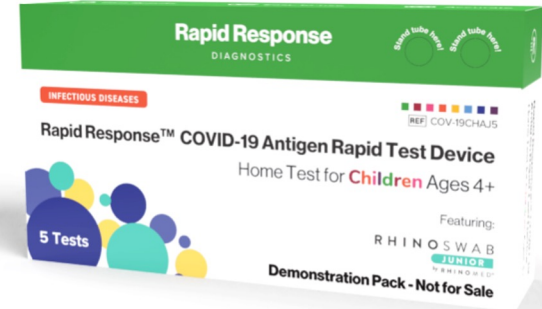 Rapid Response
DIAGNOSTICS
Stand tube here!
Stand tube here!
INFECTIOUS DISEASES
REF COV-19CHAJ5
Rapid Response™ COVID-19 Antigen Rapid Test Device
Home Test for Children Ages 4+
Featuring:
RHINOSWAB
JUNIOR
by RHINOMED
5 Tests
Demonstration Pack - Not for Sale